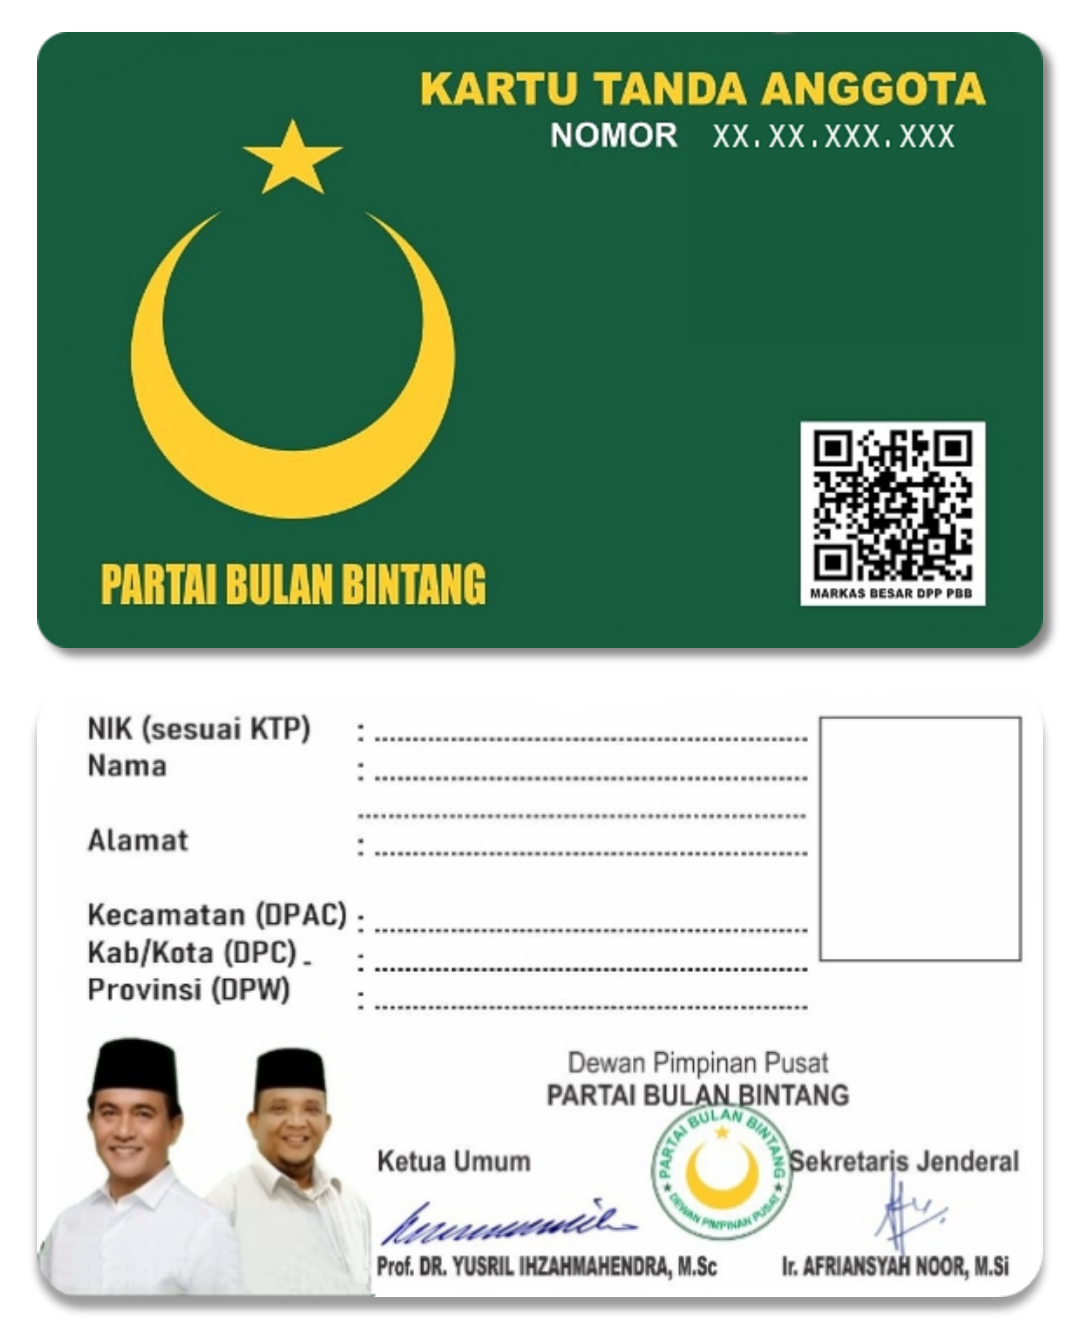 KARTU TANDA ANGGOTA
NOMOR XX.XX.XXX.XXX
PARTAI BULAN BINTANG
MARKAS BESAR DPP PBB
NIK (sesuai KTP) : ........................
Nama : ........................
........................
Alamat : ........................
Kecamatan (DPAC) : ........................
Kab/Kota (DPC) - : ........................
Provinsi (DPW) : ........................
Dewan Pimpinan Pusat
PARTAI BULAN BINTANG
PARTAI BULAN BINTANG
★ DEWAN PIMPINAN PUSAT ★
Ketua Umum
Sekretaris Jenderal
Prof. DR. YUSRIL IHZAHMAHENDRA, M.Sc
Ir. AFRIANSYAH NOOR, M.Si